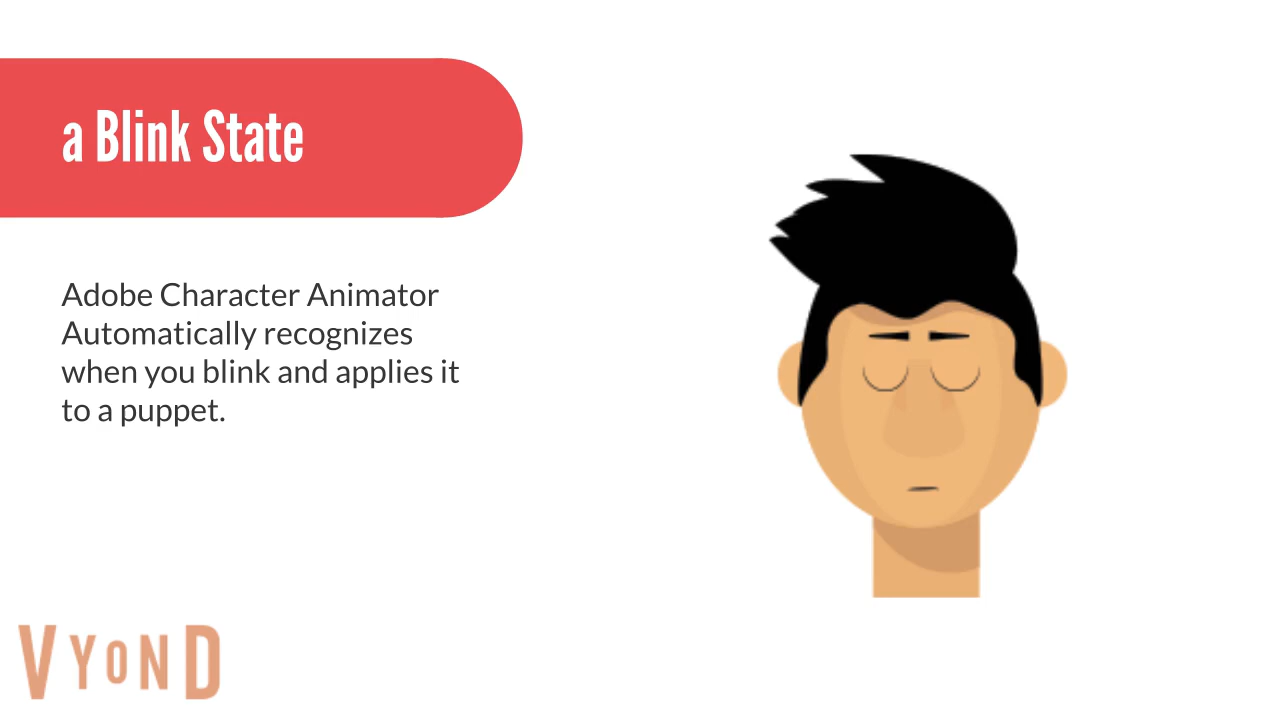 a Blink State
Adobe Character Animator
Automatically recognizes
when you blink and applies it
to a puppet.
VYOND